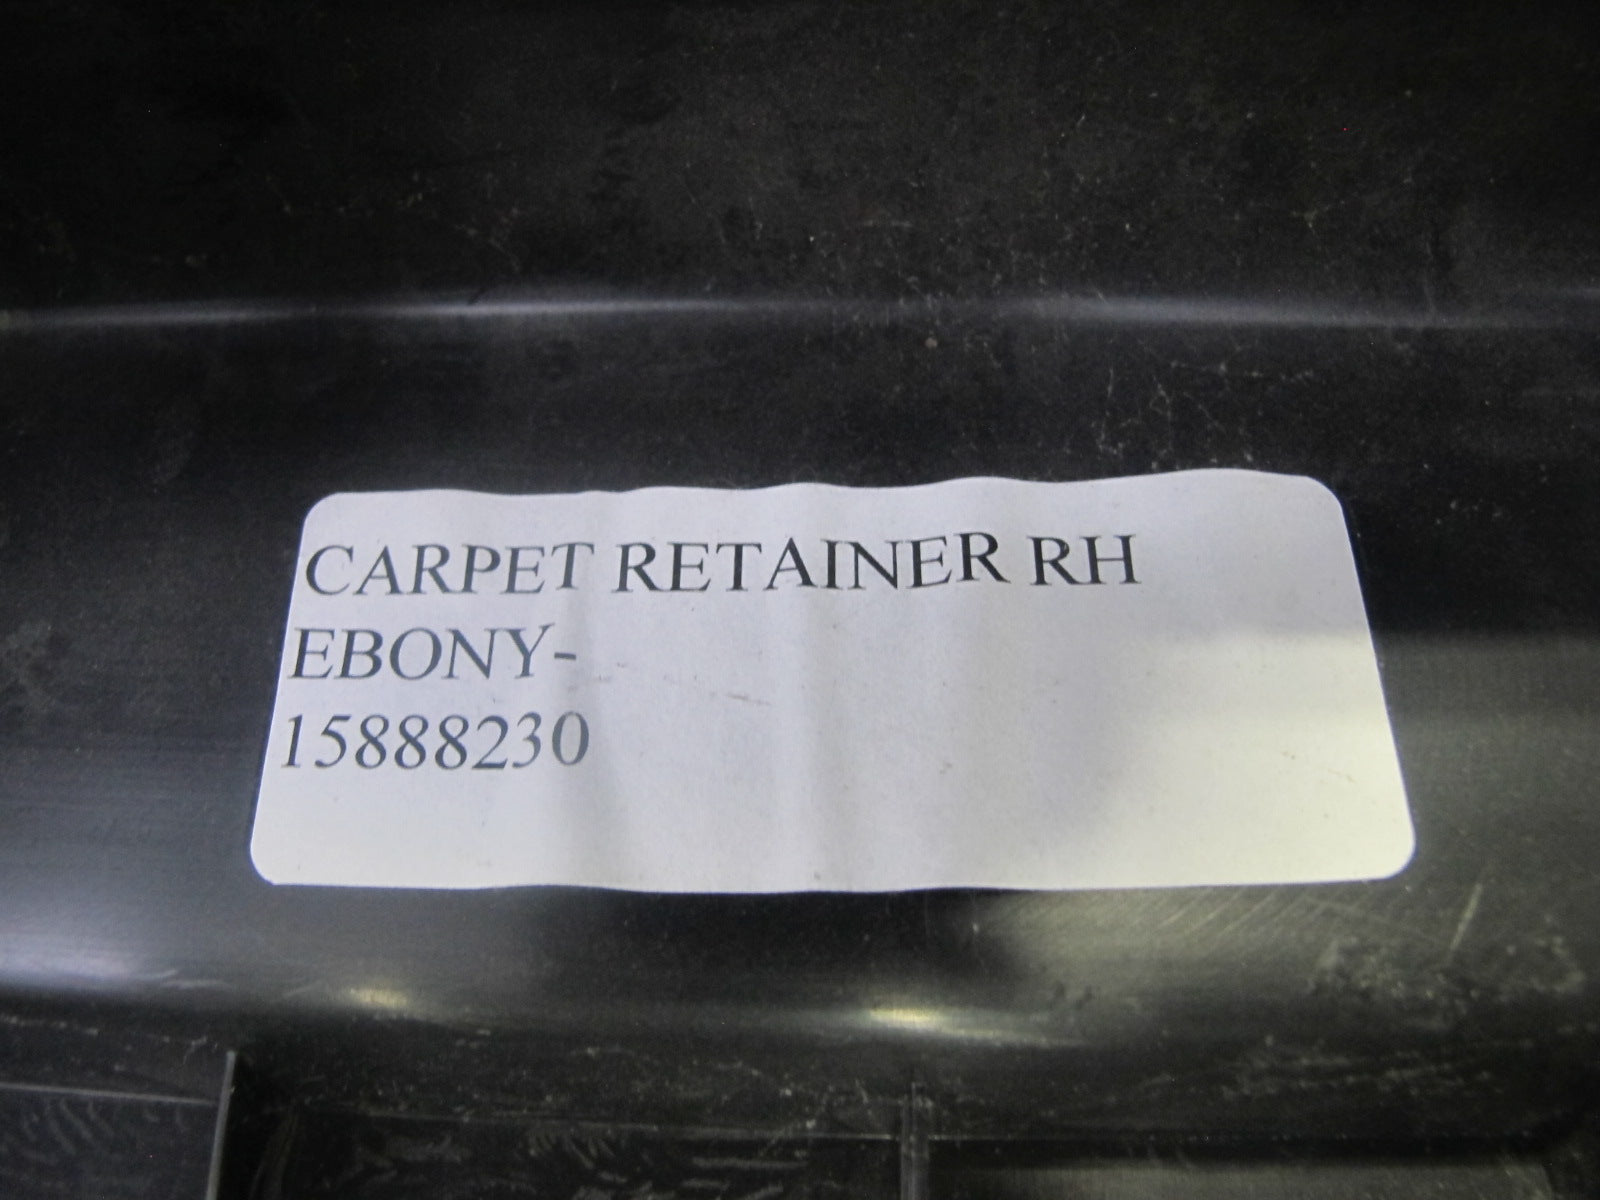 CARPET RETAINER RH
EBONY-
15888230